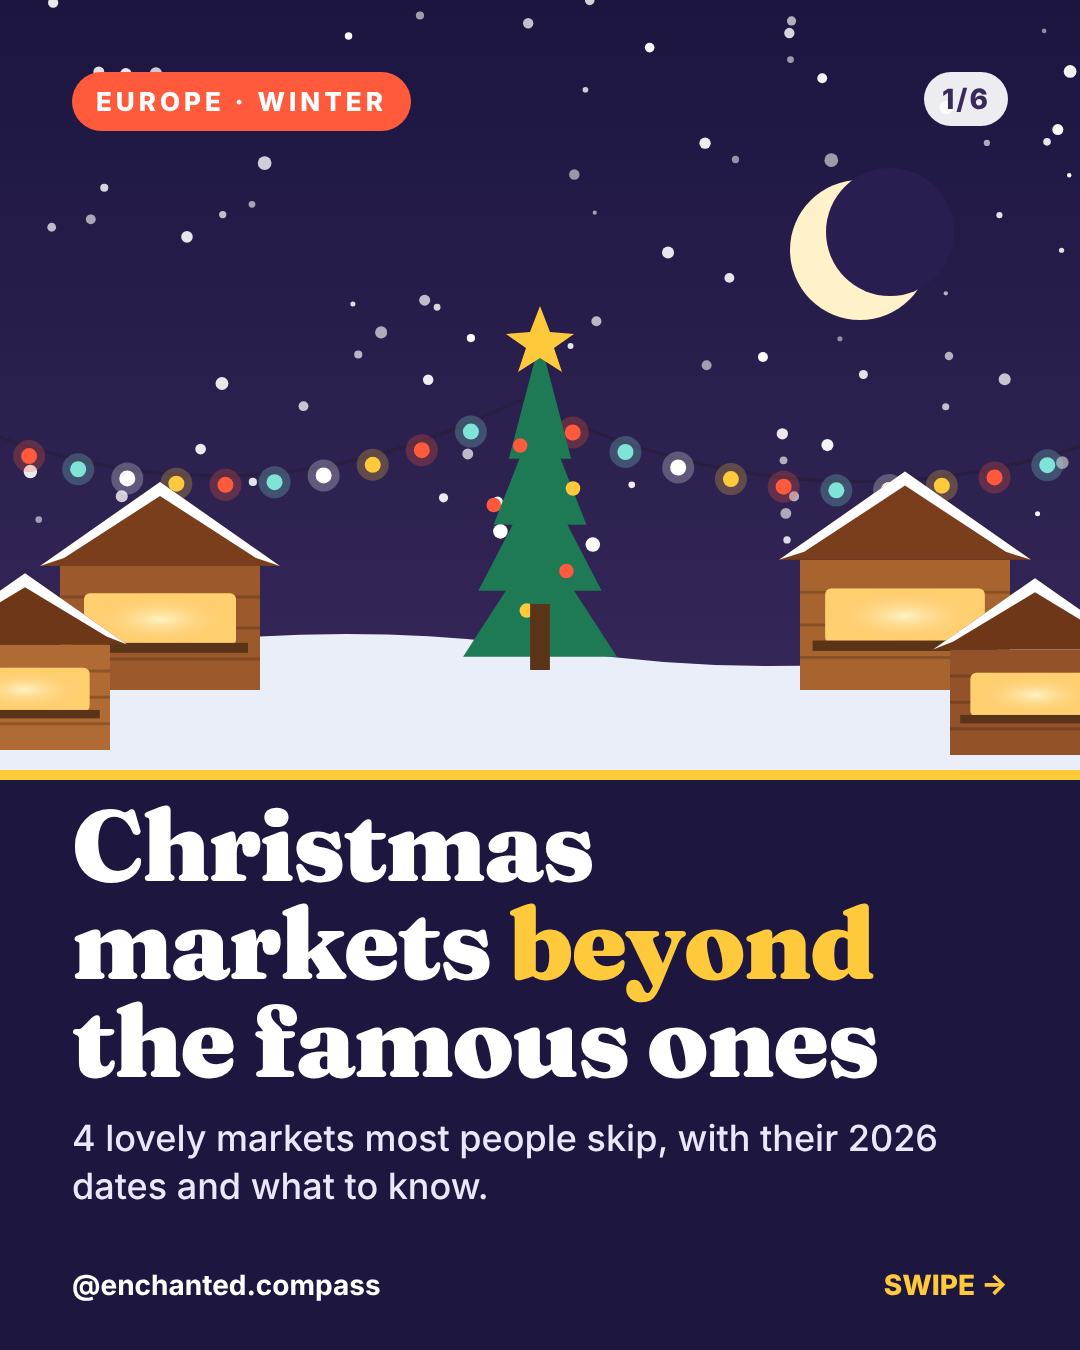 EUROPE · WINTER
1/6
Christmas
markets beyond
the famous ones
4 lovely markets most people skip, with their 2026
dates and what to know.
@enchanted.compass
SWIPE →